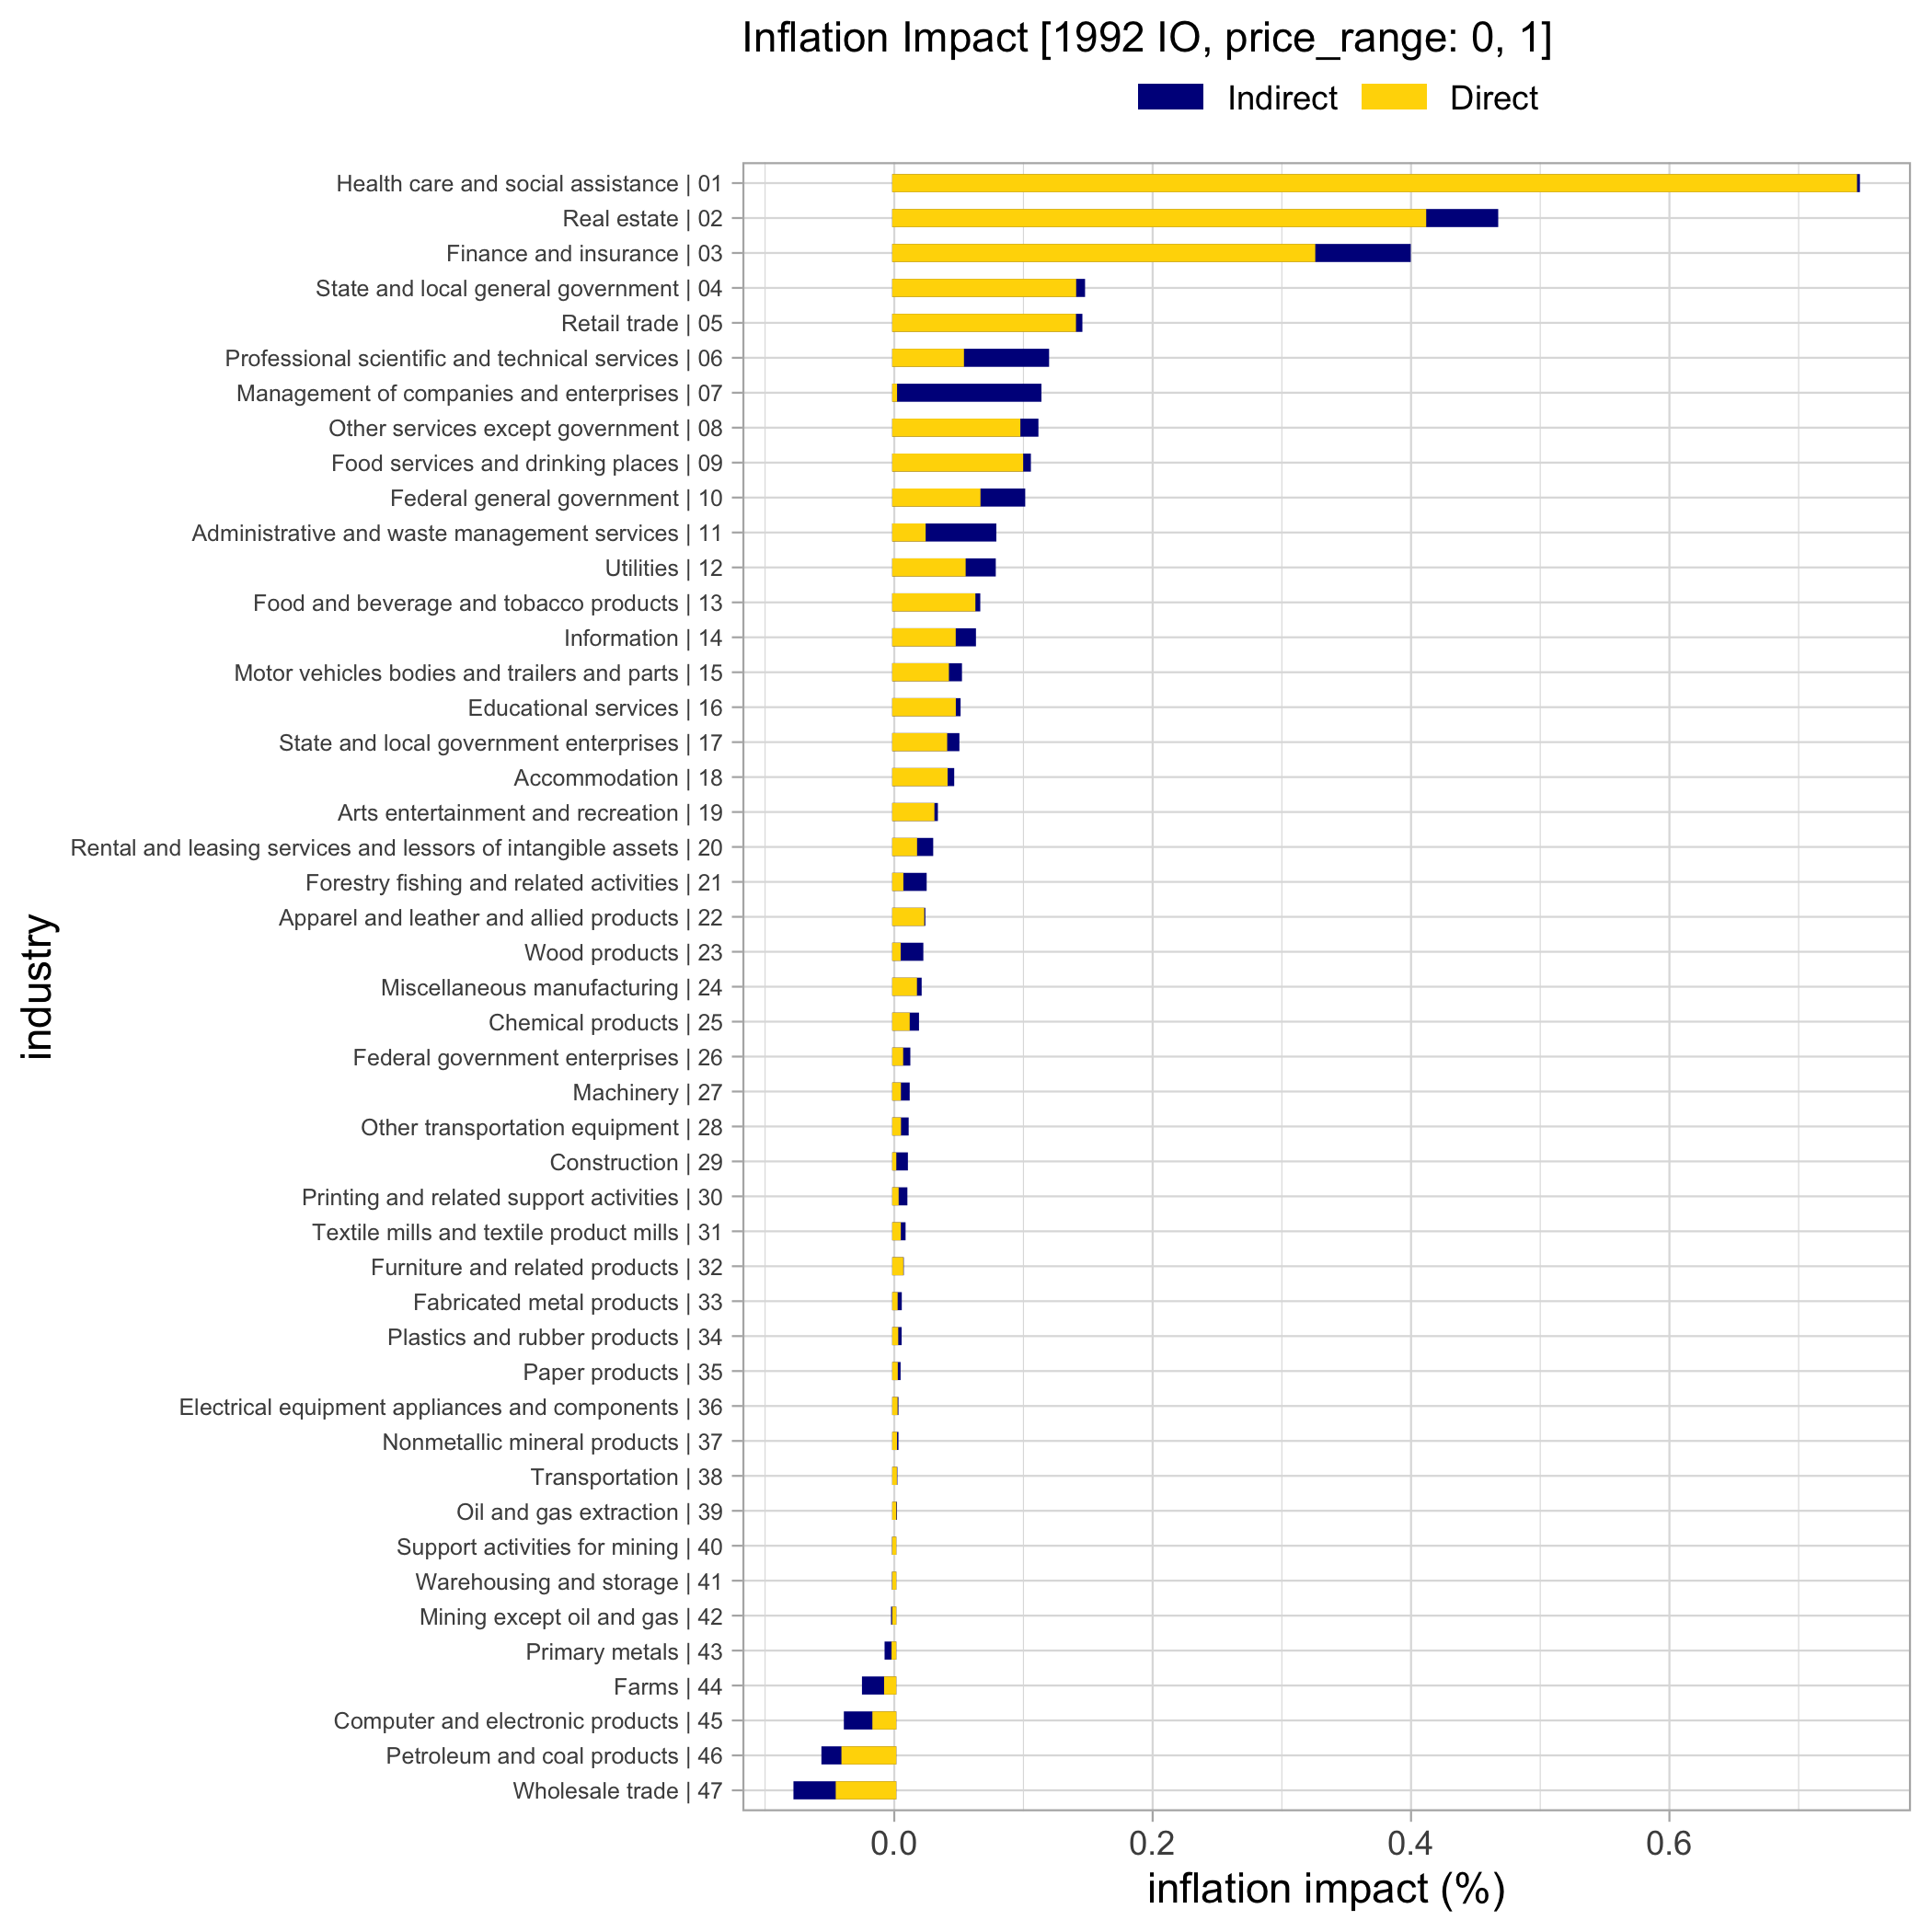 Inflation Impact [1992 IO, price_range: 0, 1]
Indirect Direct
Health care and social assistance | 01
Real estate | 02
Finance and insurance | 03
State and local general government | 04
Retail trade | 05
Professional scientific and technical services | 06
Management of companies and enterprises | 07
Other services except government | 08
Food services and drinking places | 09
Federal general government | 10
Administrative and waste management services | 11
Utilities | 12
Food and beverage and tobacco products | 13
Information | 14
Motor vehicles bodies and trailers and parts | 15
Educational services | 16
State and local government enterprises | 17
Accommodation | 18
Arts entertainment and recreation | 19
Rental and leasing services and lessors of intangible assets | 20
Forestry fishing and related activities | 21
Apparel and leather and allied products | 22
Wood products | 23
Miscellaneous manufacturing | 24
Chemical products | 25
Federal government enterprises | 26
Machinery | 27
Other transportation equipment | 28
Construction | 29
Printing and related support activities | 30
Textile mills and textile product mills | 31
Furniture and related products | 32
Fabricated metal products | 33
Plastics and rubber products | 34
Paper products | 35
Electrical equipment appliances and components | 36
Nonmetallic mineral products | 37
Transportation | 38
Oil and gas extraction | 39
Support activities for mining | 40
Warehousing and storage | 41
Mining except oil and gas | 42
Primary metals | 43
Farms | 44
Computer and electronic products | 45
Petroleum and coal products | 46
Wholesale trade | 47
industry
0.0 0.2 0.4 0.6
inflation impact (%)